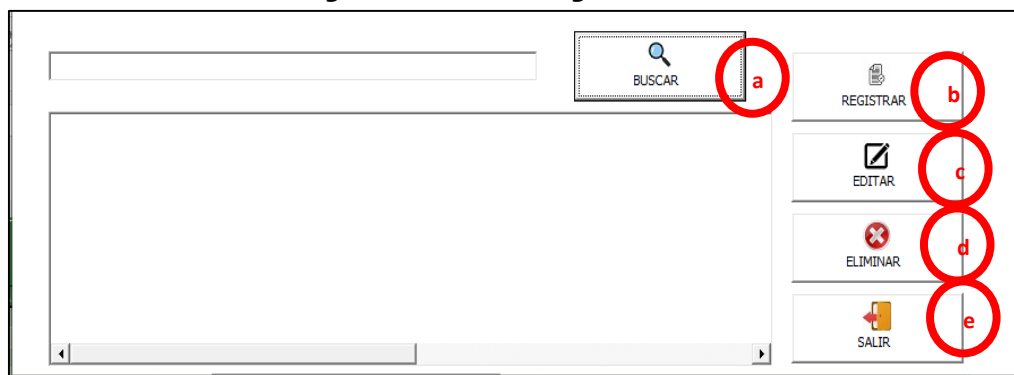 BUSCAR
a
REGISTRAR
b
EDITAR
c
ELIMINAR
d
SALIR
e